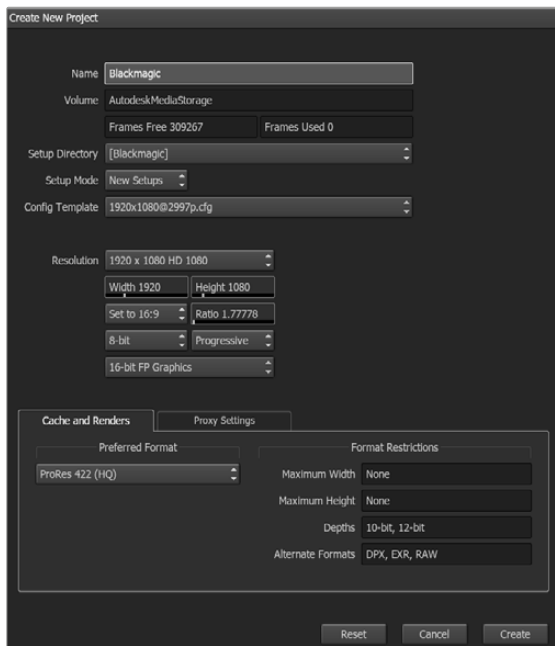 Create New Project
Name Blackmagic
Volume AutodeskMediaStorage
Frames Free 309267 Frames Used 0
Setup Directory [Blackmagic]
Setup Mode New Setups
Config Template 1920x1080@2997p.cfg
Resolution 1920 x 1080 HD 1080
Width 1920 Height 1080
Set to 16:9 Ratio 1.77778
8-bit Progressive
16-bit FP Graphics
Cache and Renders Proxy Settings
Preferred Format Format Restrictions
ProRes 422 (HQ) Maximum Width None
Maximum Height None
Depths 10-bit, 12-bit
Alternate Formats DPX, EXR, RAW
Reset Cancel Create